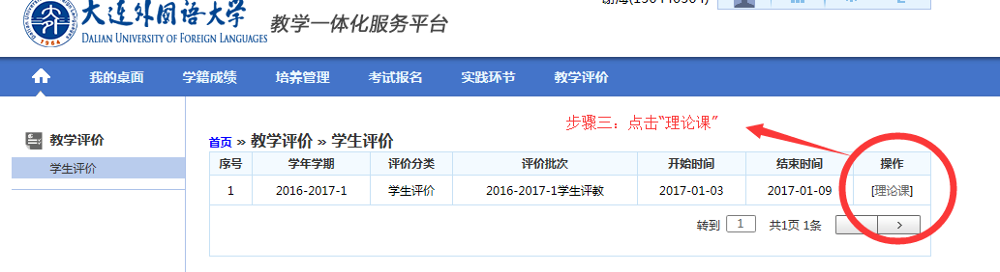 大连外国语大学
DALIAN UNIVERSITY OF FOREIGN LANGUAGES
1964
教学一体化服务平台
我的桌面 学籍成绩 培养管理 考试报名 实践环节 教学评价
教学评价
学生评价
步骤三：点击“理论课”
首页 » 教学评价 » 学生评价
序号 学年学期 评价分类 评价批次 开始时间 结束时间 操作
1 2016-2017-1 学生评价 2016-2017-1学生评教 2017-01-03 2017-01-09 [理论课]
转到 1 共1页 1条 >